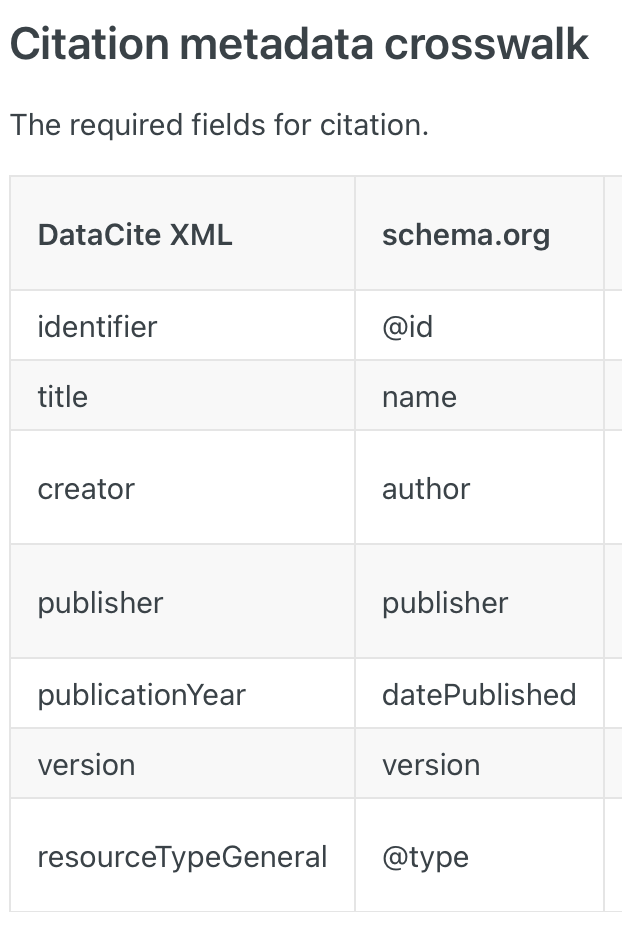 Citation metadata crosswalk
The required fields for citation.
DataCite XML schema.org
identifier @id
title name
creator author
publisher publisher
publicationYear datePublished
version version
resourceTypeGeneral @type